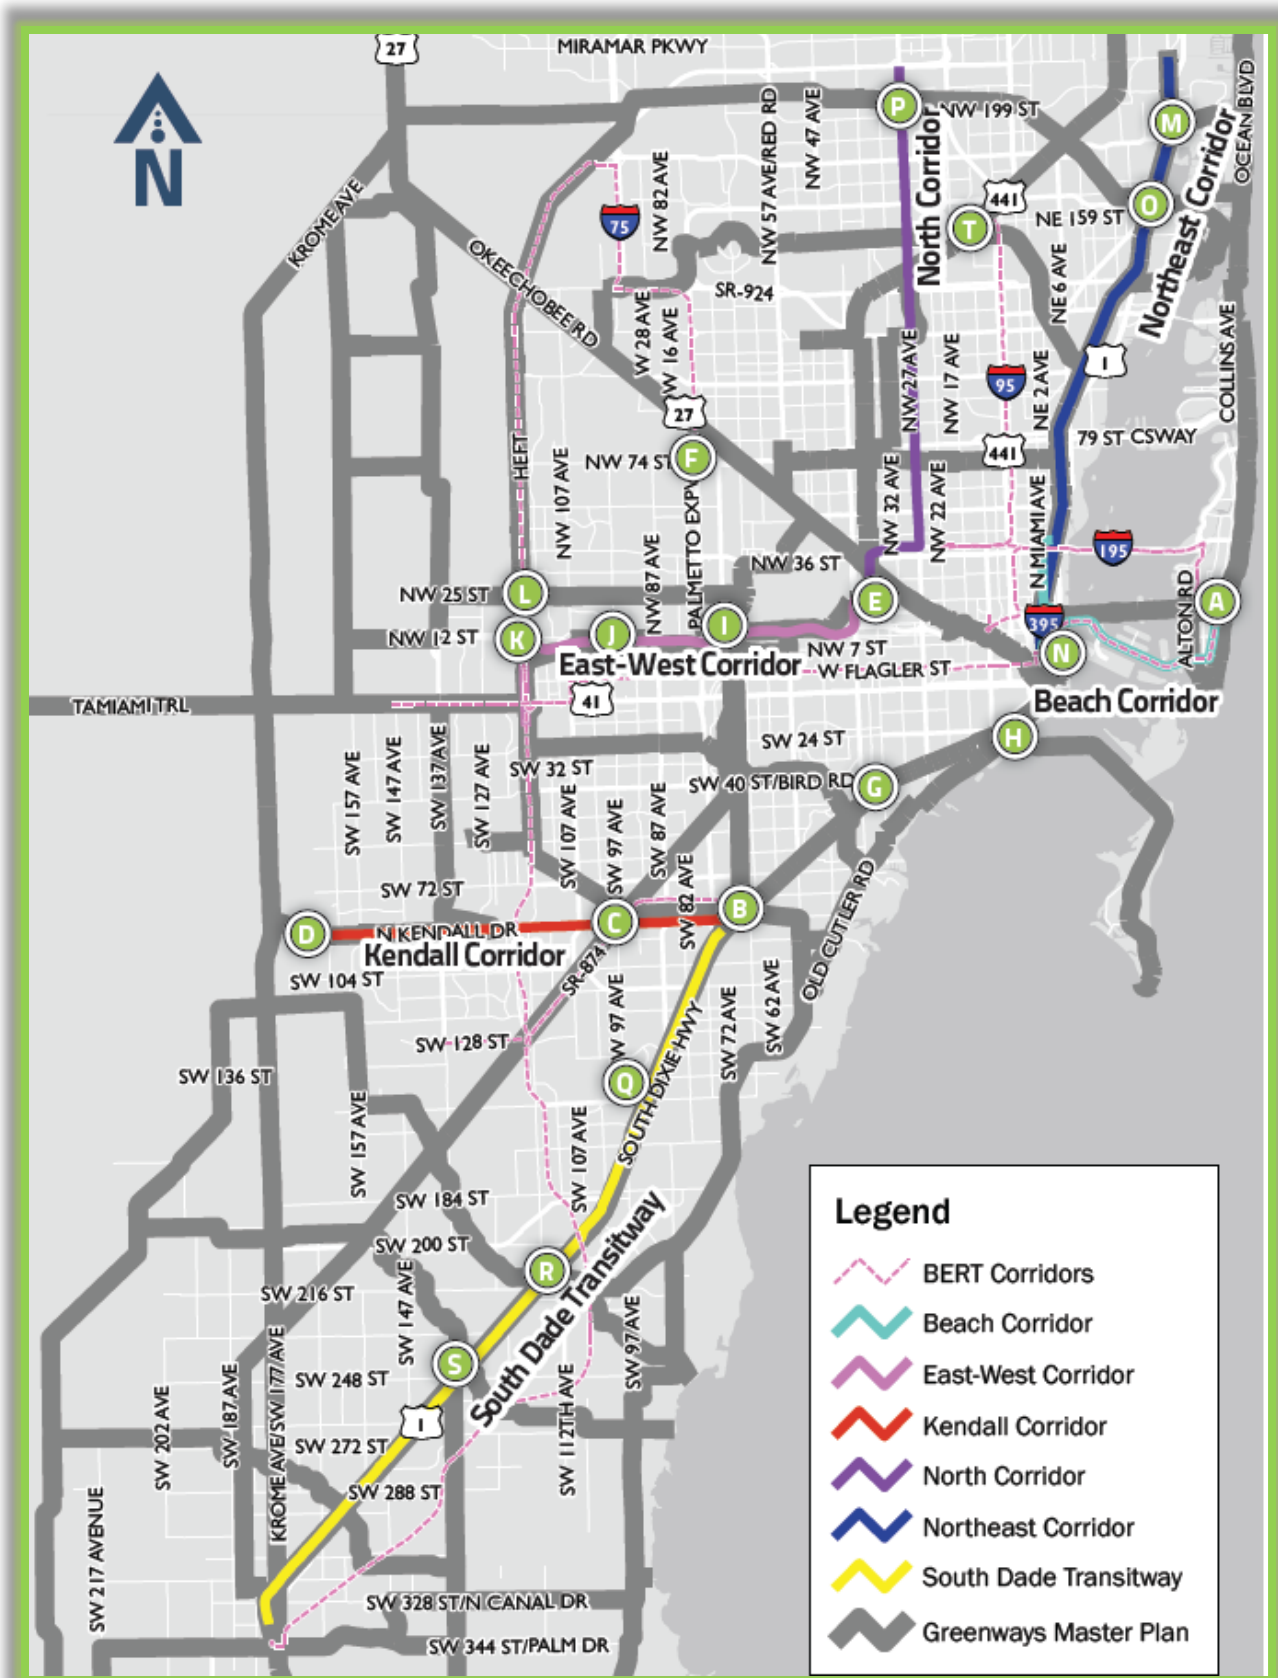 27
MIRAMAR PKWY
N
KROME AVE
OKEECHOBEE RD
75
NW 82 AVE
NW 57 AVE/RED RD
NW 47 AVE
P
NW 199 ST
North Corridor
441
T
NE 159 ST
M
O
Northeast Corridor
OCEAN BLVD
SR-924
NE 6 AVE
W 28 AVE
W 16 AVE
27
NW 27 AVE
NW 17 AVE
95
NE 2 AVE
1
COLLINS AVE
HEFT
NW 107 AVE
NW 74 ST
F
PALMETTO EXPY
NW 32 AVE
NW 22 AVE
441
79 ST CSWAY
N MIAMI AVE
195
NW 87 AVE
NW 36 ST
NW 25 ST
L
E
395
ALTON RD
A
NW 12 ST
K
J
I
NW 7 ST
N
East-West Corridor
W FLAGLER ST
TAMIAMI TRL
41
Beach Corridor
SW 24 ST
H
SW 157 AVE
SW 147 AVE
SW 137 AVE
SW 127 AVE
SW 32 ST
SW 40 ST/BIRD RD
G
SW 107 AVE
SW 97 AVE
SW 87 AVE
SW 82 AVE
SW 72 ST
OLD CUTLER RD
D
N KENDALL DR
C
B
Kendall Corridor
SW 104 ST
SR-874
SW 128 ST
W 97 AVE
SOUTH DIXIE HWY
SW 72 AVE
SW 62 AVE
SW 136 ST
Q
SW 157 AVE
SW 107 AVE
SW 184 ST
SW 200 ST
R
South Dade Transitway
SW 216 ST
SW 147 AVE
S
SW 97 AVE
SW 248 ST
SW 202 AVE
SW 187 AVE
KROME AVE/SW 177 AVE
1
SW 112TH AVE
SW 272 ST
SW 288 ST
SW 217 AVENUE
SW 328 ST/N CANAL DR
SW 344 ST/PALM DR
Legend
BERT Corridors
Beach Corridor
East-West Corridor
Kendall Corridor
North Corridor
Northeast Corridor
South Dade Transitway
Greenways Master Plan